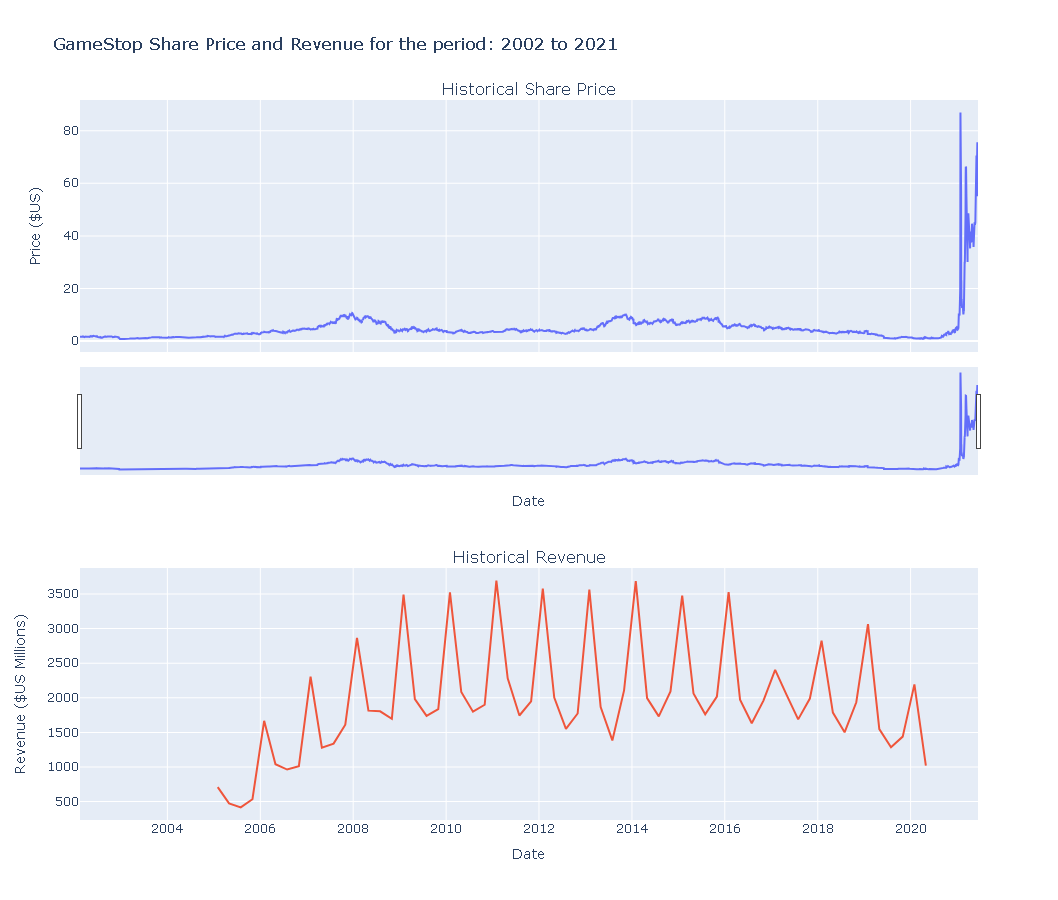 GameStop Share Price and Revenue for the period: 2002 to 2021
Historical Share Price
80
60
40
20
0
Price ($US)
Date
Historical Revenue
3500
3000
2500
2000
1500
1000
500
Revenue ($US Millions)
2004 2006 2008 2010 2012 2014 2016 2018 2020
Date